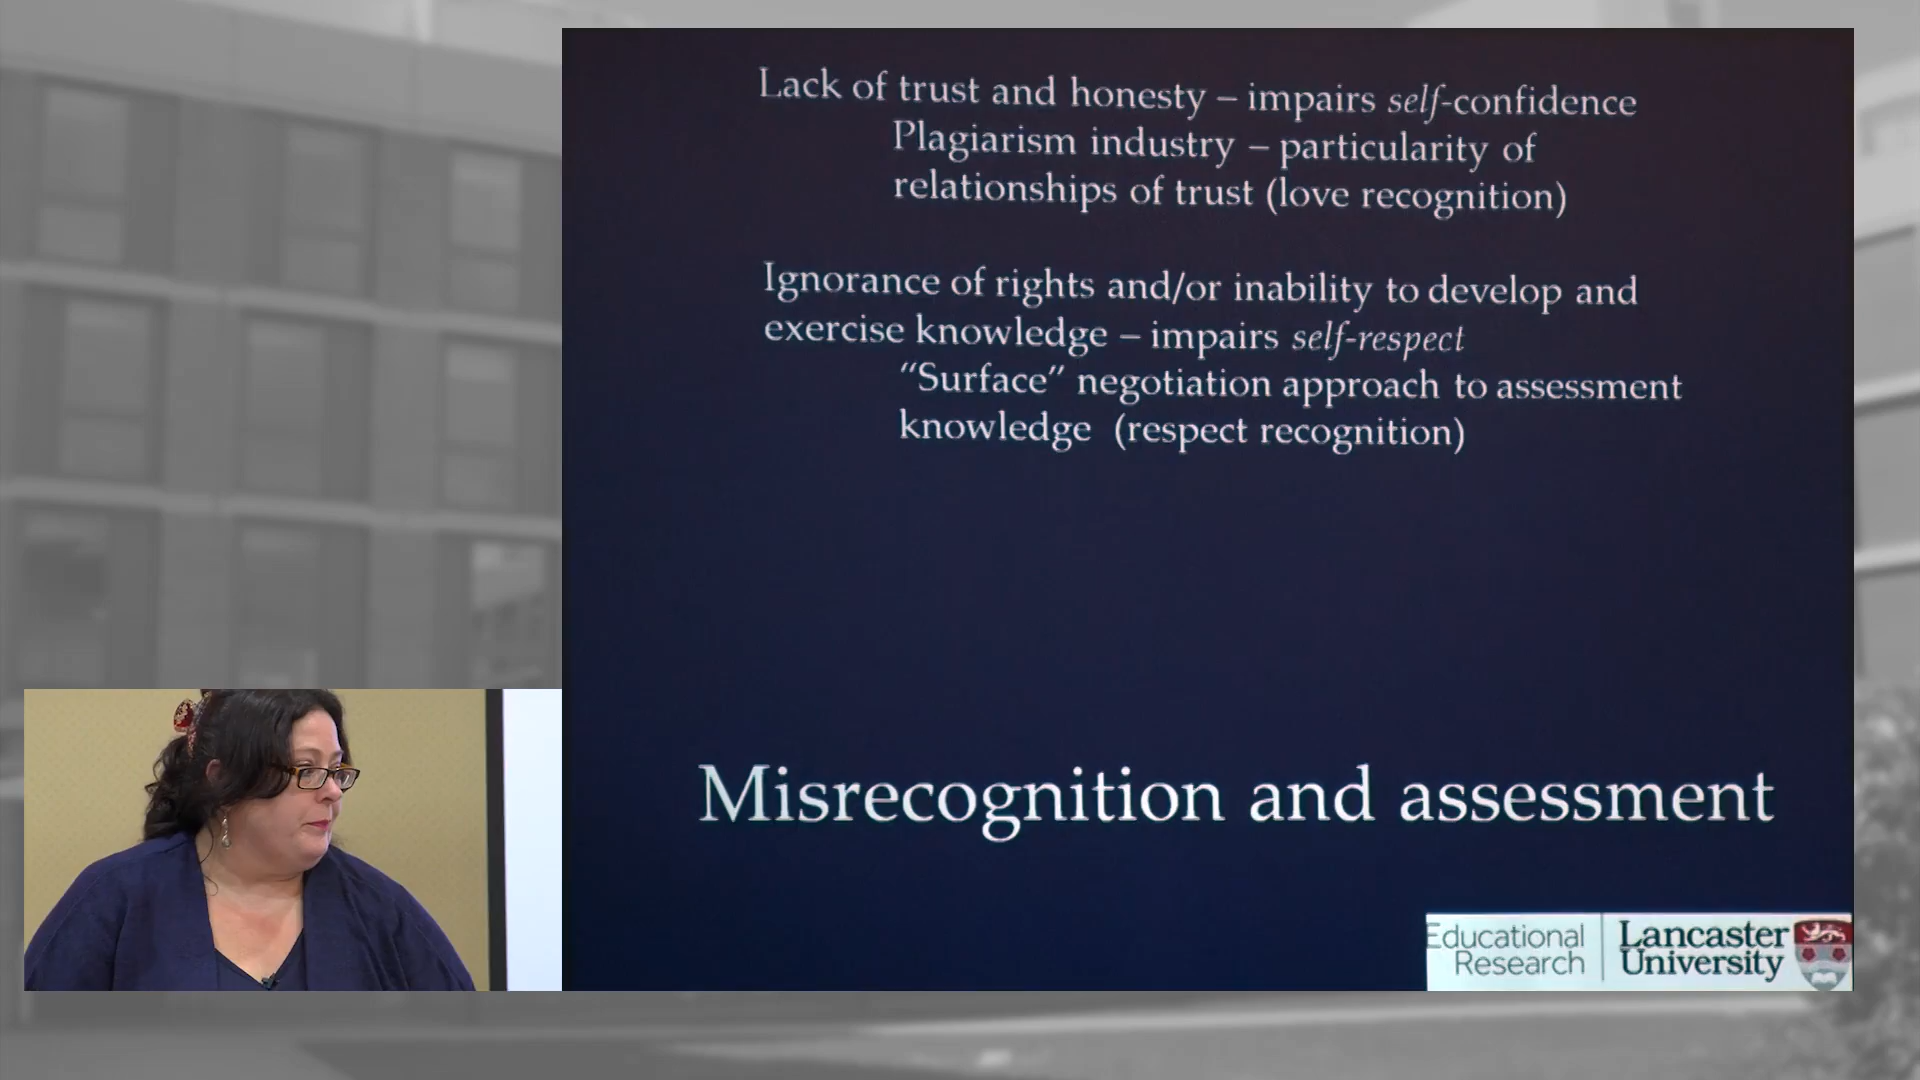 Lack of trust and honesty – impairs self-confidence
Plagiarism industry – particularity of
relationships of trust (love recognition)
Ignorance of rights and/or inability to develop and
exercise knowledge – impairs self-respect
“Surface” negotiation approach to assessment
knowledge (respect recognition)
Misrecognition and assessment
Educational
Research
Lancaster
University